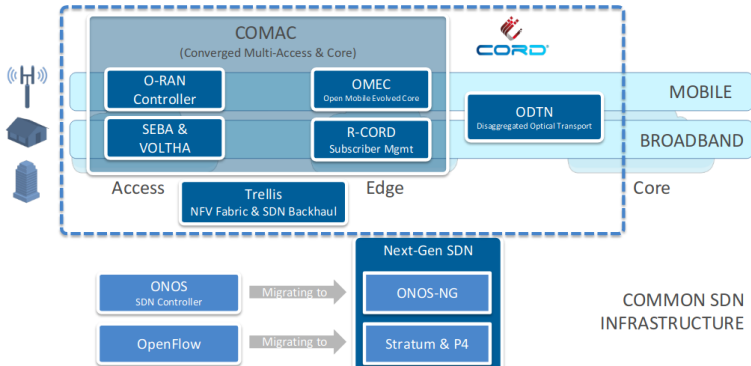 COMAC
(Converged Multi-Access & Core)
CORD
O-RAN
Controller
OMEC
Open Mobile Evolved Core
MOBILE
ODTN
Disaggregated Optical Transport
SEBA &
VOLTHA
R-CORD
Subscriber Mgmt
BROADBAND
Access
Edge
Core
Trellis
NFV Fabric & SDN Backhaul
Next-Gen SDN
ONOS
SDN Controller
Migrating to
ONOS-NG
COMMON SDN
INFRASTRUCTURE
OpenFlow
Migrating to
Stratum & P4